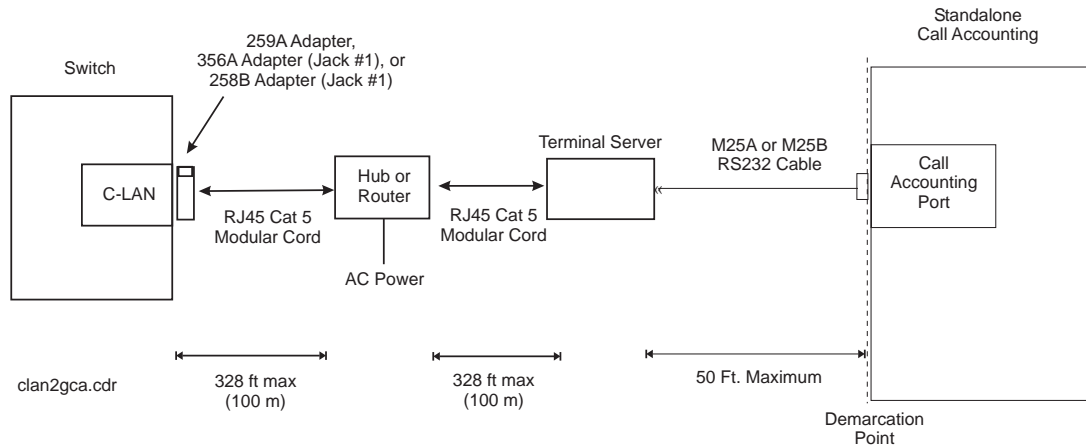 Standalone
Call Accounting
259A Adapter,
356A Adapter (Jack #1), or
258B Adapter (Jack #1)
Switch
Terminal Server
M25A or M25B
RS232 Cable
C-LAN
Hub or
Router
Call
Accounting
Port
RJ45 Cat 5
Modular Cord
RJ45 Cat 5
Modular Cord
AC Power
328 ft max
(100 m)
328 ft max
(100 m)
50 Ft. Maximum
clan2gca.cdr
Demarcation
Point